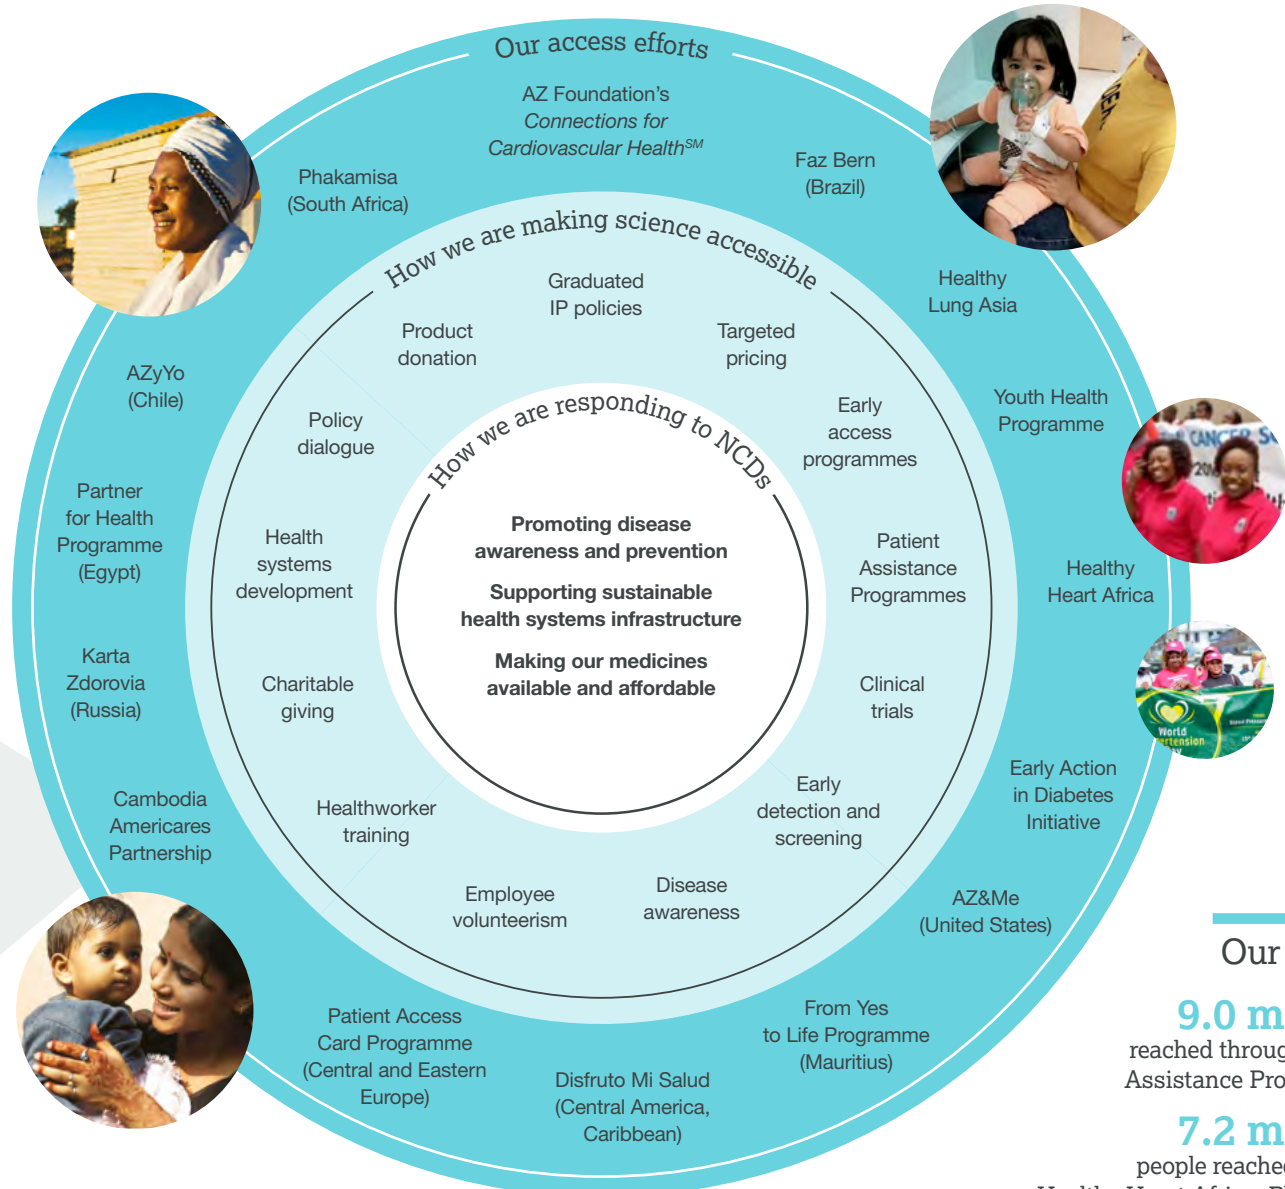 Our access efforts
AZ Foundation's
Connections for
Cardiovascular HealthSM
Faz Bern
(Brazil)
Healthy
Lung Asia
Youth Health
Programme
Healthy
Heart Africa
Early Action
in Diabetes
Initiative
AZ&Me
(United States)
From Yes
to Life Programme
(Mauritius)
Disfruto Mi Salud
(Central America,
Caribbean)
Patient Access
Card Programme
(Central and Eastern
Europe)
Cambodia
Americares
Partnership
Karta
Zdorovia
(Russia)
Partner
for Health
Programme
(Egypt)
AZyYo
(Chile)
Phakamisa
(South Africa)
How we are making science accessible
Graduated
IP policies
Targeted
pricing
Early
access
programmes
Patient
Assistance
Programmes
Clinical
trials
Early
detection and
screening
Disease
awareness
Employee
volunteerism
Healthworker
training
Charitable
giving
Health
systems
development
Policy
dialogue
Product
donation
How we are responding to NCDs
Promoting disease
awareness and prevention
Supporting sustainable
health systems infrastructure
Making our medicines
available and affordable
CANCER
World
Our
9.0 m
reached throug
Assistance Pro
7.2 m
people reached